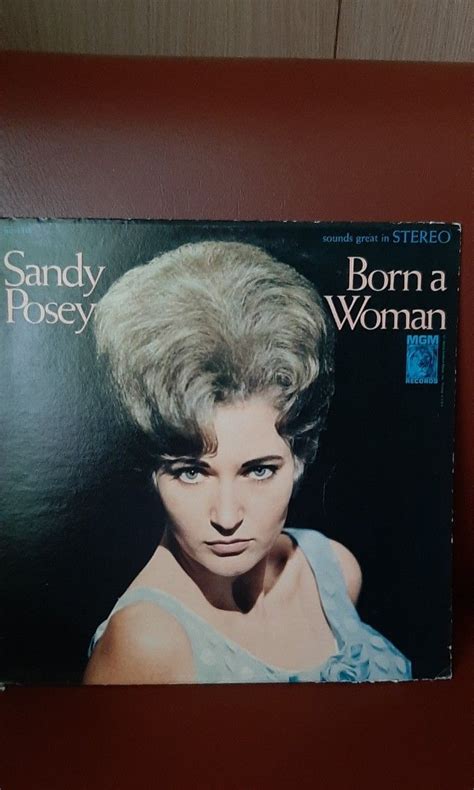 sounds great in STEREO
Sandy
Posey
Born a
Woman
MGM
RECORDS